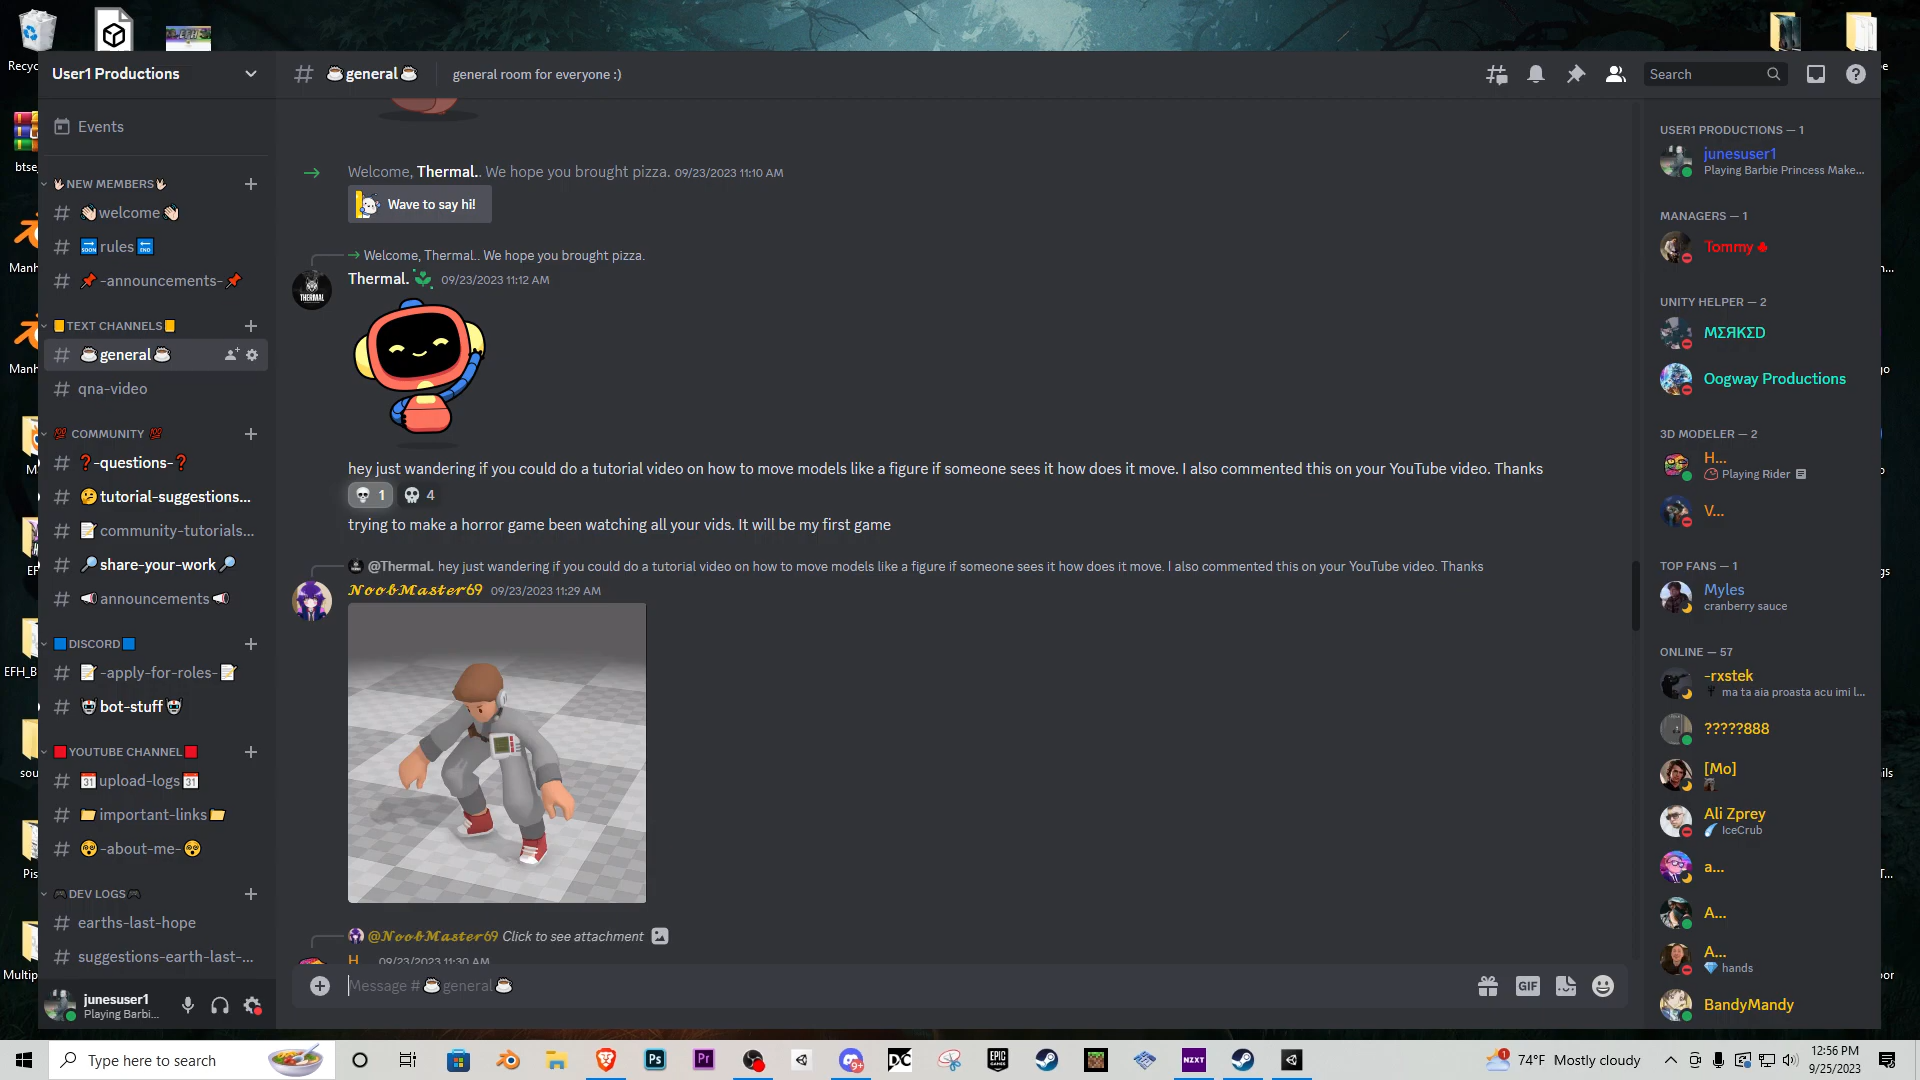 Recyc
btse
Manh
Manh
EFH_B
sou
Pis
Multip
User1 Productions
Events
NEW MEMBERS
welcome
rules
-announcements-
TEXT CHANNELS
general
qna-video
COMMUNITY
-questions-
tutorial-suggestions...
community-tutorials...
share-your-work
announcements
DISCORD
-apply-for-roles-
bot-stuff
YOUTUBE CHANNEL
upload-logs
important-links
-about-me-
DEV LOGS
earths-last-hope
suggestions-earth-last-...
junesuser1
Playing Barbi...
# general
general room for everyone :)
Search
Welcome, Thermal.. We hope you brought pizza. 09/23/2023 11:10 AM
Wave to say hi!
Welcome, Thermal.. We hope you brought pizza.
THERMAL
Thermal. 09/23/2023 11:12 AM
hey just wandering if you could do a tutorial video on how to move models like a figure if someone sees it how does it move. I also commented this on your YouTube video. Thanks
1 4
trying to make a horror game been watching all your vids. It will be my first game
@Thermal. hey just wandering if you could do a tutorial video on how to move models like a figure if someone sees it how does it move. I also commented this on your YouTube video. Thanks
𝓝𝓸𝓸𝓫𝓜𝓪𝓼𝓽𝓮𝓻69 09/23/2023 11:29 AM
@𝓝𝓸𝓸𝓫𝓜𝓪𝓼𝓽𝓮𝓻69 Click to see attachment
H 09/23/2023 11:30 AM
Message # general
GIF
USER1 PRODUCTIONS — 1
junesuser1
Playing Barbie Princess Make...
MANAGERS — 1
Tommy
UNITY HELPER — 2
MΣЯKΣD
Oogway Productions
3D MODELER — 2
H...
Playing Rider
V...
TOP FANS — 1
Myles
cranberry sauce
ONLINE — 57
-rxstek
ma ta aia proasta acu imi l...
?????888
[Mo]
Ali Zprey
IceCrub
a...
A...
A...
hands
BandyMandy
Type here to search
Ps
Pr
9+
DC
EPIC GAMES
NZXT
1
74°F Mostly cloudy
12:56 PM
9/25/2023